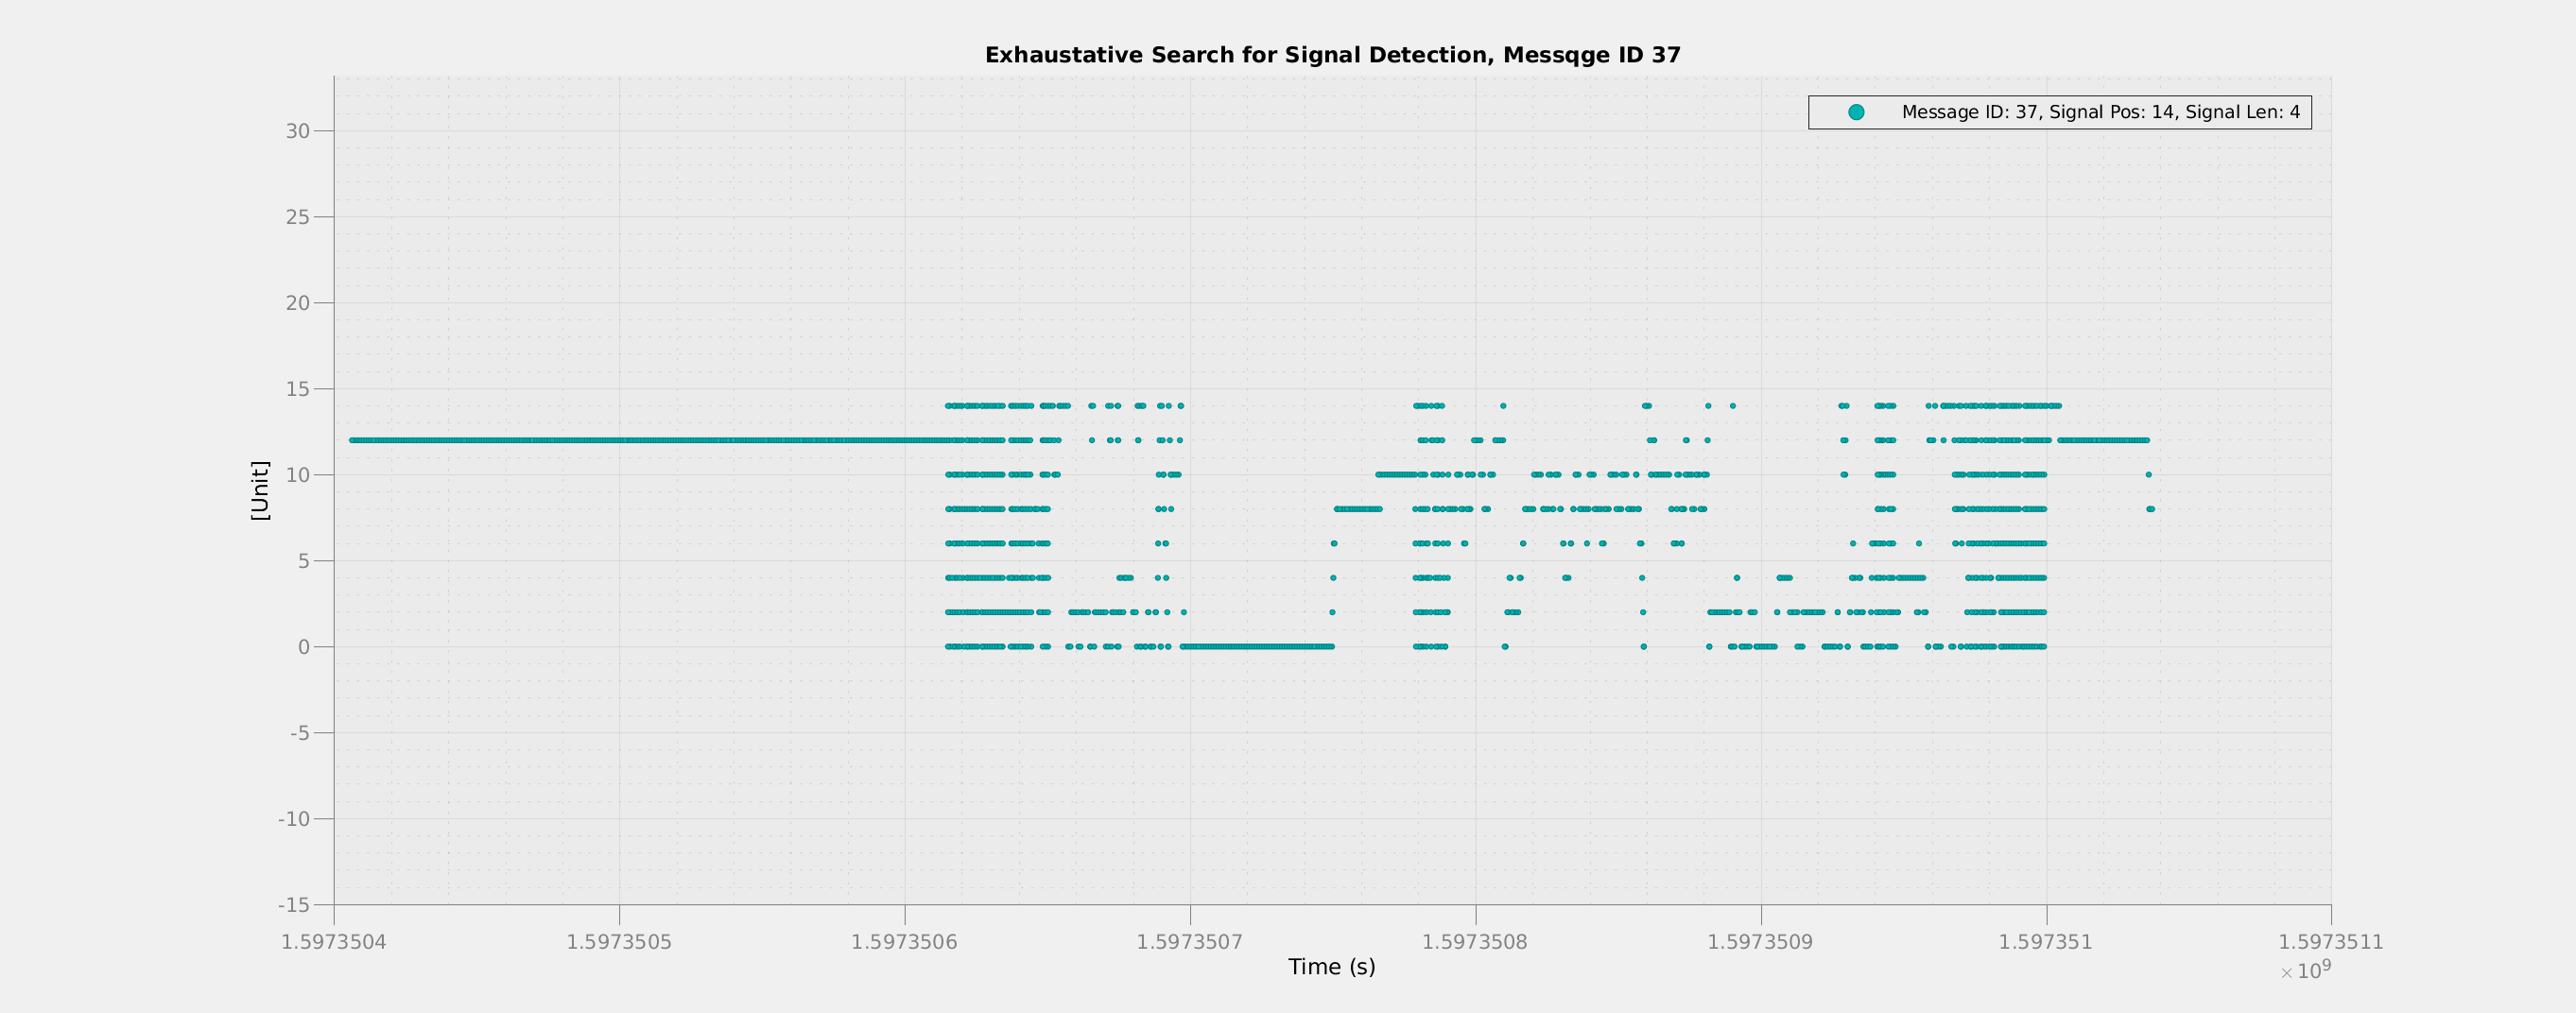 Exhaustative Search for Signal Detection, Messqge ID 37
Message ID: 37, Signal Pos: 14, Signal Len: 4
30
25
20
15
10
5
0
-5
-10
-15
[Unit]
1.5973504 1.5973505 1.5973506 1.5973507 1.5973508 1.5973509 1.597351 1.5973511
Time (s)
× 10⁹